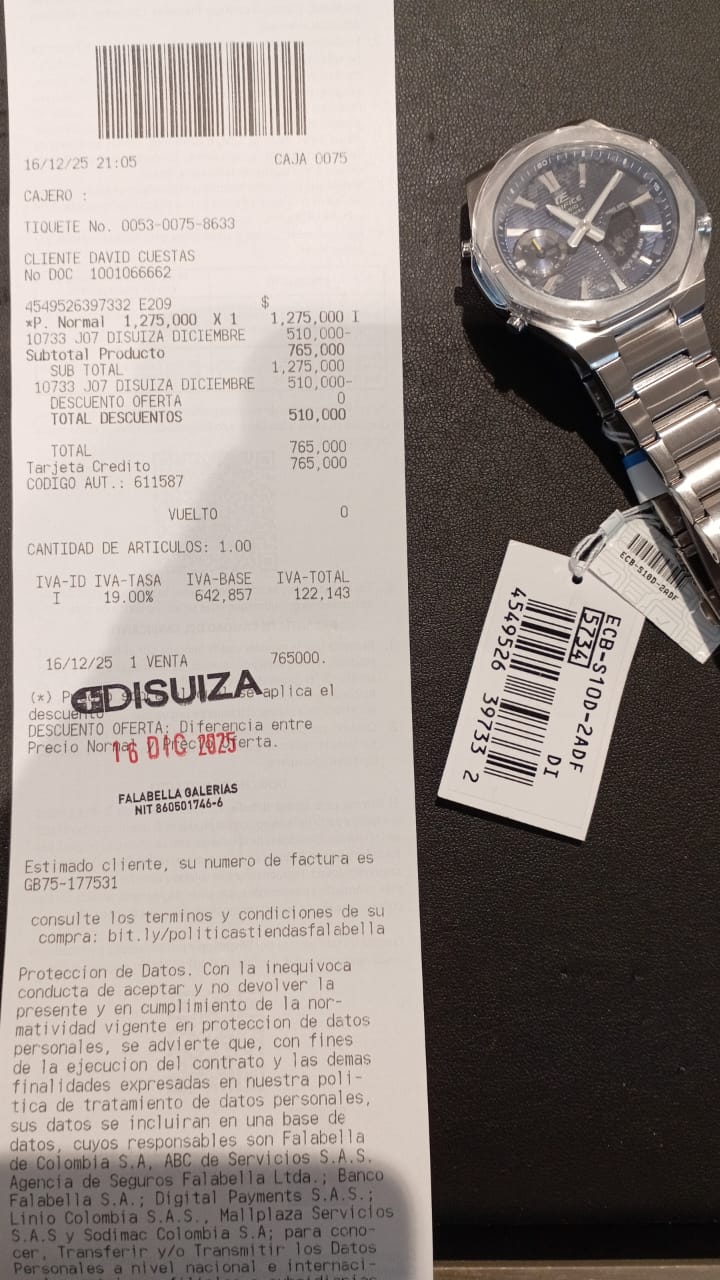 16/12/25 21:05 CAJA 0075
CAJERO :
TIQUETE No. 0053-0075-8633
CLIENTE DAVID CUESTAS
No DOC 1001066662
4549526397332 E209 $
*P. Normal 1,275,000 X 1 1,275,000 I
10733 J07 DISUIZA DICIEMBRE 510,000-
Subtotal Producto 765,000
SUB TOTAL 1,275,000
10733 J07 DISUIZA DICIEMBRE 510,000-
DESCUENTO OFERTA 0
TOTAL DESCUENTOS 510,000
TOTAL 765,000
Tarjeta Credito 765,000
CODIGO AUT.: 611587
VUELTO 0
CANTIDAD DE ARTICULOS: 1.00
IVA-ID IVA-TASA IVA-BASE IVA-TOTAL
I 19.00% 642,857 122,143
16/12/25 1 VENTA 765000.
(*) se aplica el
DISUIZA
descuento
DESCUENTO OFERTA: Diferencia entre
Precio Normal y Precio Oferta.
16 DIC 2025
FALABELLA GALERIAS
NIT 860501746-6
Estimado cliente, su numero de factura es
GB75-177531
consulte los terminos y condiciones de su
compra: bit.ly/politicastiendasfalabella
Proteccion de Datos. Con la inequivoca
conducta de aceptar y no devolver la
presente y en cumplimiento de la nor-
matividad vigente en proteccion de datos
personales, se advierte que, con fines
de la ejecucion del contrato y las demas
finalidades expresadas en nuestra poli-
tica de tratamiento de datos personales,
sus datos se incluiran en una base de
datos, cuyos responsables son Falabella
de Colombia S.A, ABC de Servicios S.A.S.
Agencia de Seguros Falabella Ltda.; Banco
Falabella S.A.; Digital Payments S.A.S.;
Linio Colombia S.A.S., Mallplaza Servicios
S.A.S y Sodimac Colombia S.A; para cono-
cer, Transferir y/o Transmitir los Datos
Personales a nivel nacional e internaci-
EDIFICE
ECB-S10D-2ADF
ECB-S10D-2ADF
5734 DI
4549526 39733 2